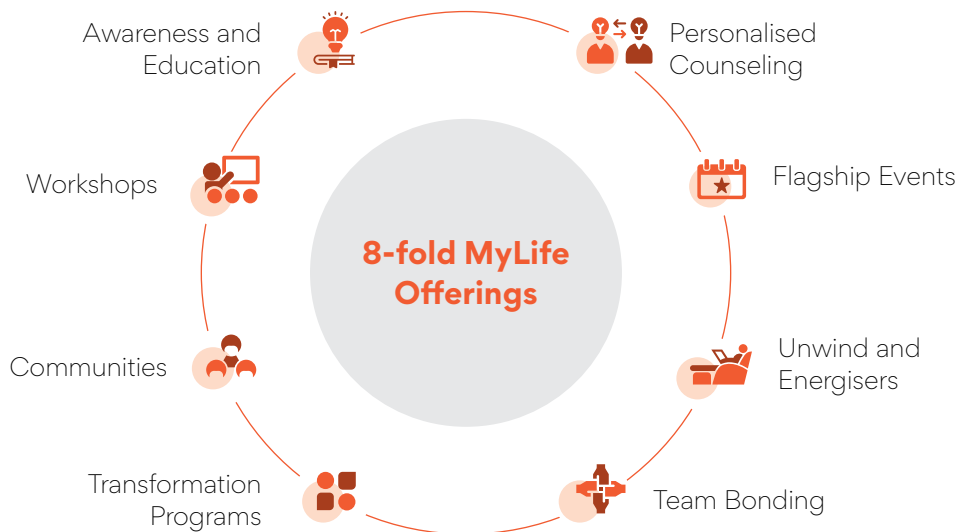 Awareness and
Education
Personalised
Counseling
Workshops
Flagship Events
8-fold MyLife
Offerings
Communities
Unwind and
Energisers
Transformation
Programs
Team Bonding